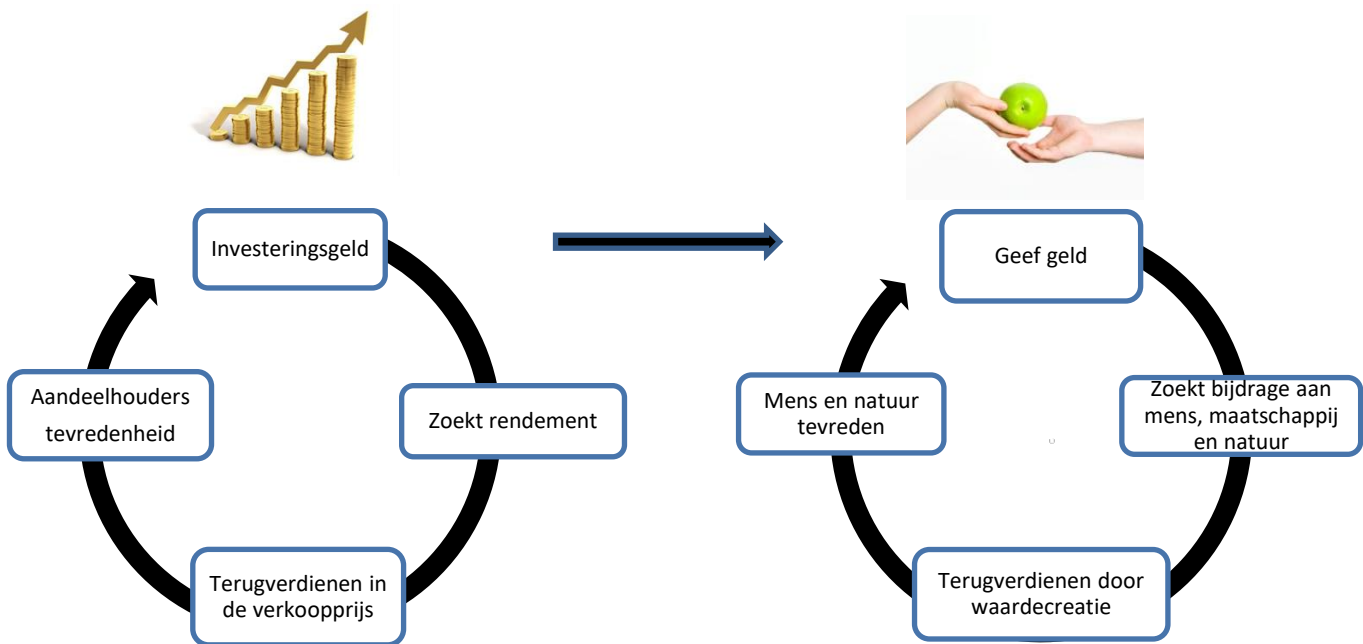 Investeringsgeld
Zoekt rendement
Terugverdienen in
de verkoopprijs
Aandeelhouders
tevredenheid
Geef geld
Zoekt bijdrage aan
mens, maatschappij
en natuur
Terugverdienen door
waardecreatie
Mens en natuur
tevreden